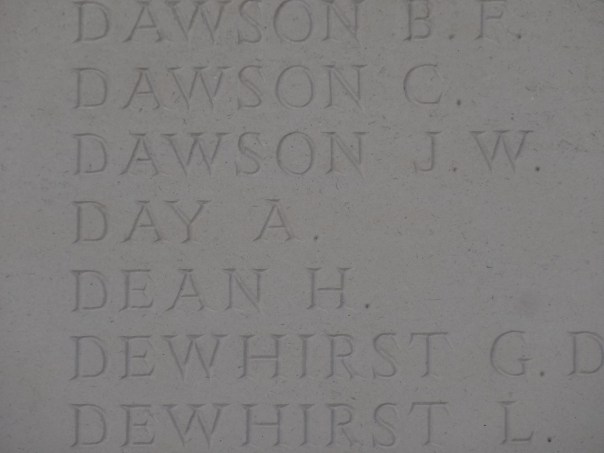 DAWSON B.F.
DAWSON C.
DAWSON J.W.
DAY A.
DEAN H.
DEWHIRST G.D
DEWHIRST L.